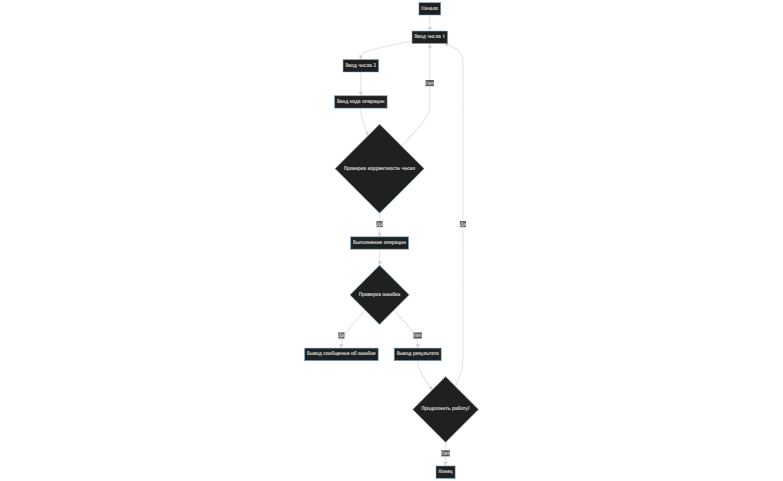 Начало
Ввод числа 1
Ввод числа 2
Нет
Ввод кода операции
Проверка корректности чисел
Да
Да
Выполнение операции
Проверка ошибки
Да
Нет
Вывод сообщения об ошибке
Вывод результата
Продолжить работу?
Нет
Конец